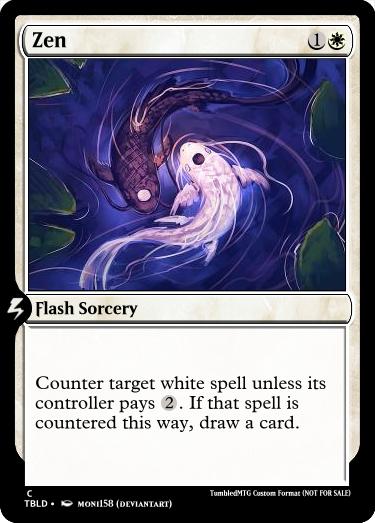 Zen
1
Flash Sorcery
Counter target white spell unless its
controller pays 2. If that spell is
countered this way, draw a card.
C
TBLD • MONI158 (DEVIANTART)
TumbledMTG Custom Format (NOT FOR SALE)